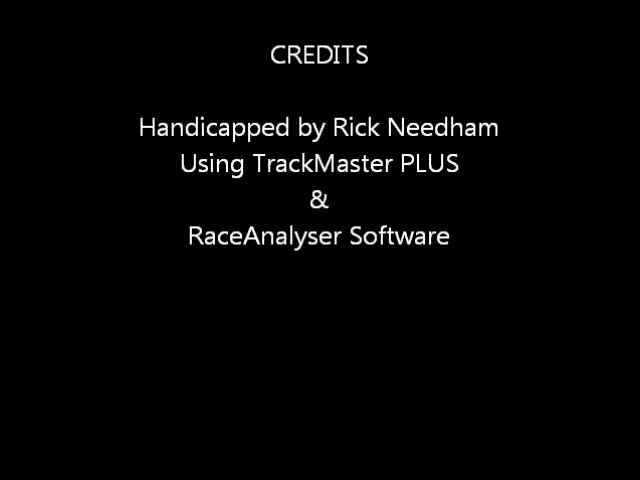 CREDITS
Handicapped by Rick Needham
Using TrackMaster PLUS
&
RaceAnalyser Software